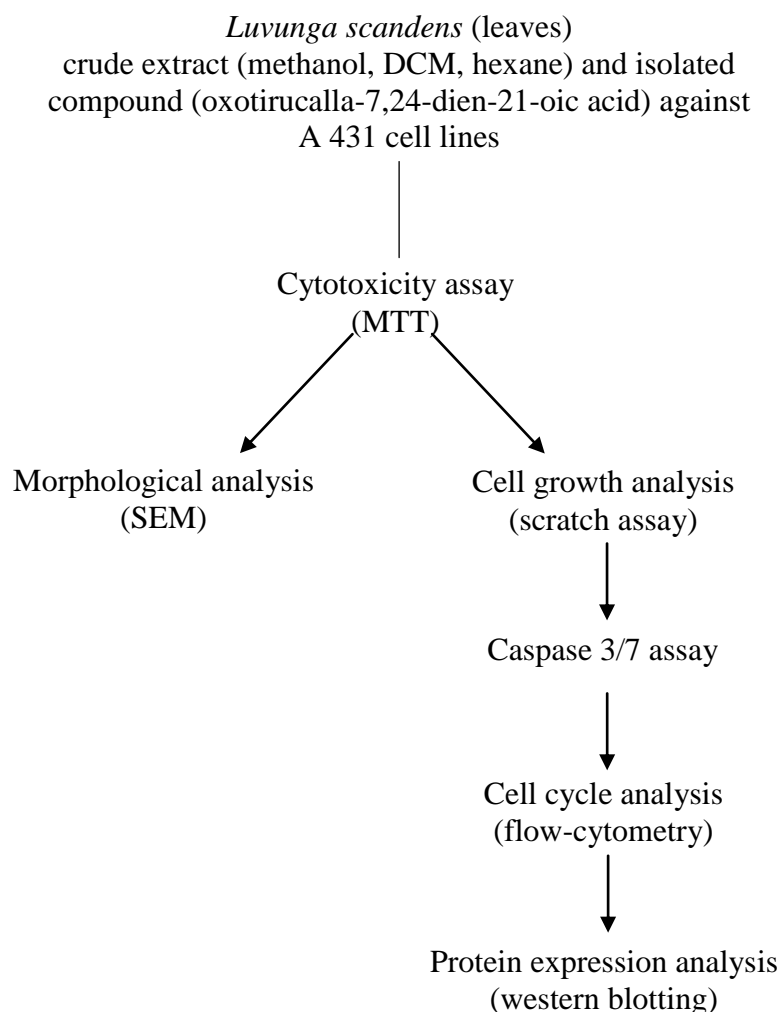 Luvunga scandens (leaves)
crude extract (methanol, DCM, hexane) and isolated
compound (oxotirucalla-7,24-dien-21-oic acid) against
A 431 cell lines
Cytotoxicity assay
(MTT)
Morphological analysis
(SEM)
Cell growth analysis
(scratch assay)
Caspase 3/7 assay
Cell cycle analysis
(flow-cytometry)
Protein expression analysis
(western blotting)